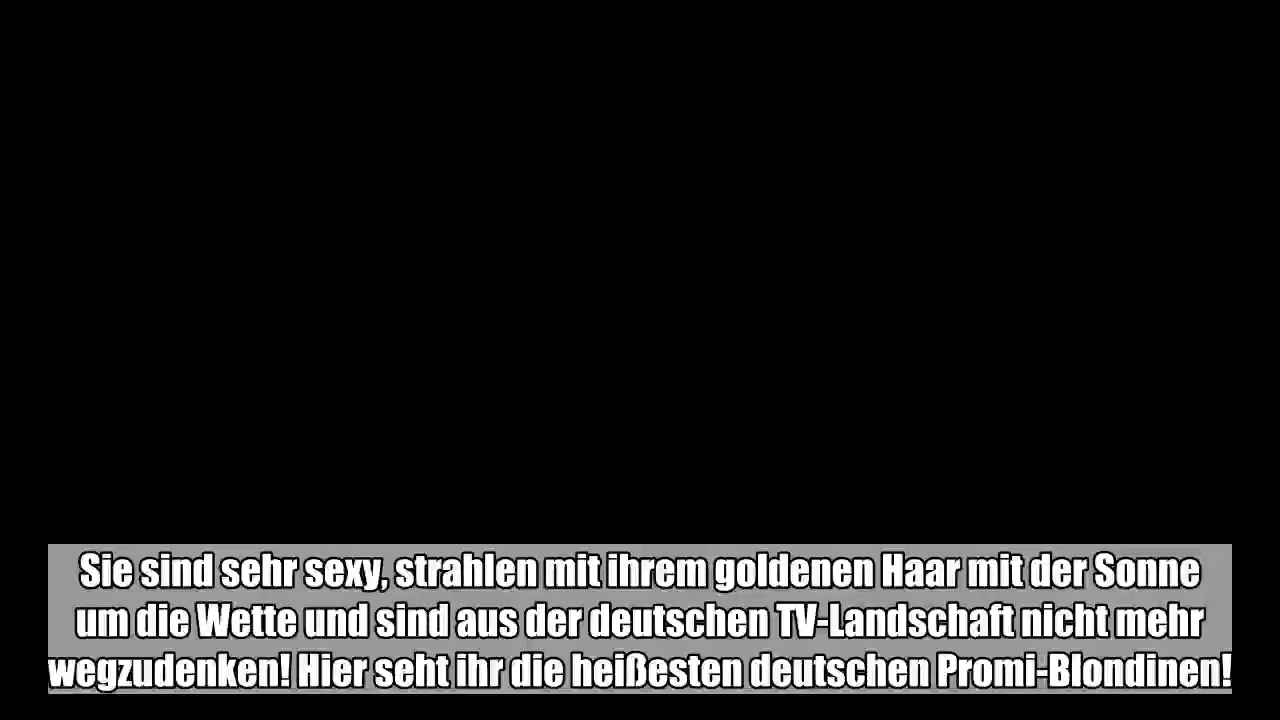 Sie sind sehr sexy, strahlen mit ihrem goldenen Haar mit der Sonne
um die Wette und sind aus der deutschen TV-Landschaft nicht mehr
wegzudenken! Hier seht ihr die heißesten deutschen Promi-Blondinen!